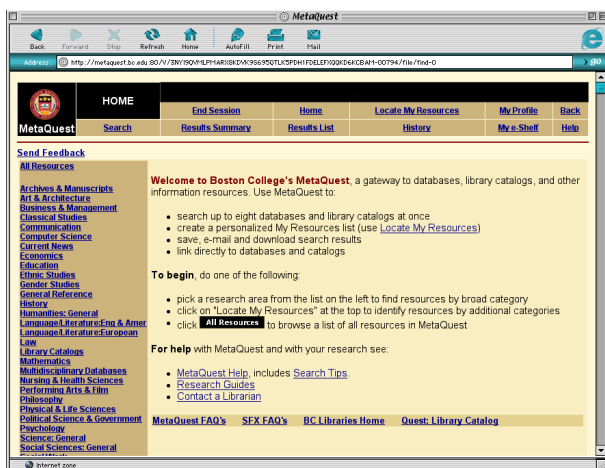 MetaQuest
Back Forward Stop Refresh Home AutoFill Print Mail
Address: http://metaquest.bc.edu:80/V/3NYI9QVMLPMARX8KDVK9S695QTLK5PDHIFDELEFXQQKD6KCBAM-00794/file/find-0 go
HOME
End Session Home Locate My Resources My Profile Back
MetaQuest Search Results Summary Results List History My e-Shelf Help
Send Feedback
All Resources
Archives & Manuscripts
Art & Architecture
Business & Management
Classical Studies
Communication
Computer Science
Current News
Economics
Education
Ethnic Studies
Gender Studies
General Reference
History
Humanities: General
Language/Literature:Eng & Amer
Language/Literature:European
Law
Library Catalogs
Mathematics
Multidisciplinary Databases
Nursing & Health Sciences
Performing Arts & Film
Philosophy
Physical & Life Sciences
Political Science & Government
Psychology
Science: General
Social Sciences: General
Welcome to Boston College's MetaQuest, a gateway to databases, library catalogs, and other
information resources. Use MetaQuest to:
• search up to eight databases and library catalogs at once
• create a personalized My Resources list (use Locate My Resources)
• save, e-mail and download search results
• link directly to databases and catalogs
To begin, do one of the following:
• pick a research area from the list on the left to find resources by broad category
• click on "Locate My Resources" at the top to identify resources by additional categories
• click All Resources to browse a list of all resources in MetaQuest
For help with MetaQuest and with your research see:
• MetaQuest Help, includes Search Tips.
• Research Guides
• Contact a Librarian
MetaQuest FAQ's SFX FAQ's BC Libraries Home Quest: Library Catalog
Internet zone